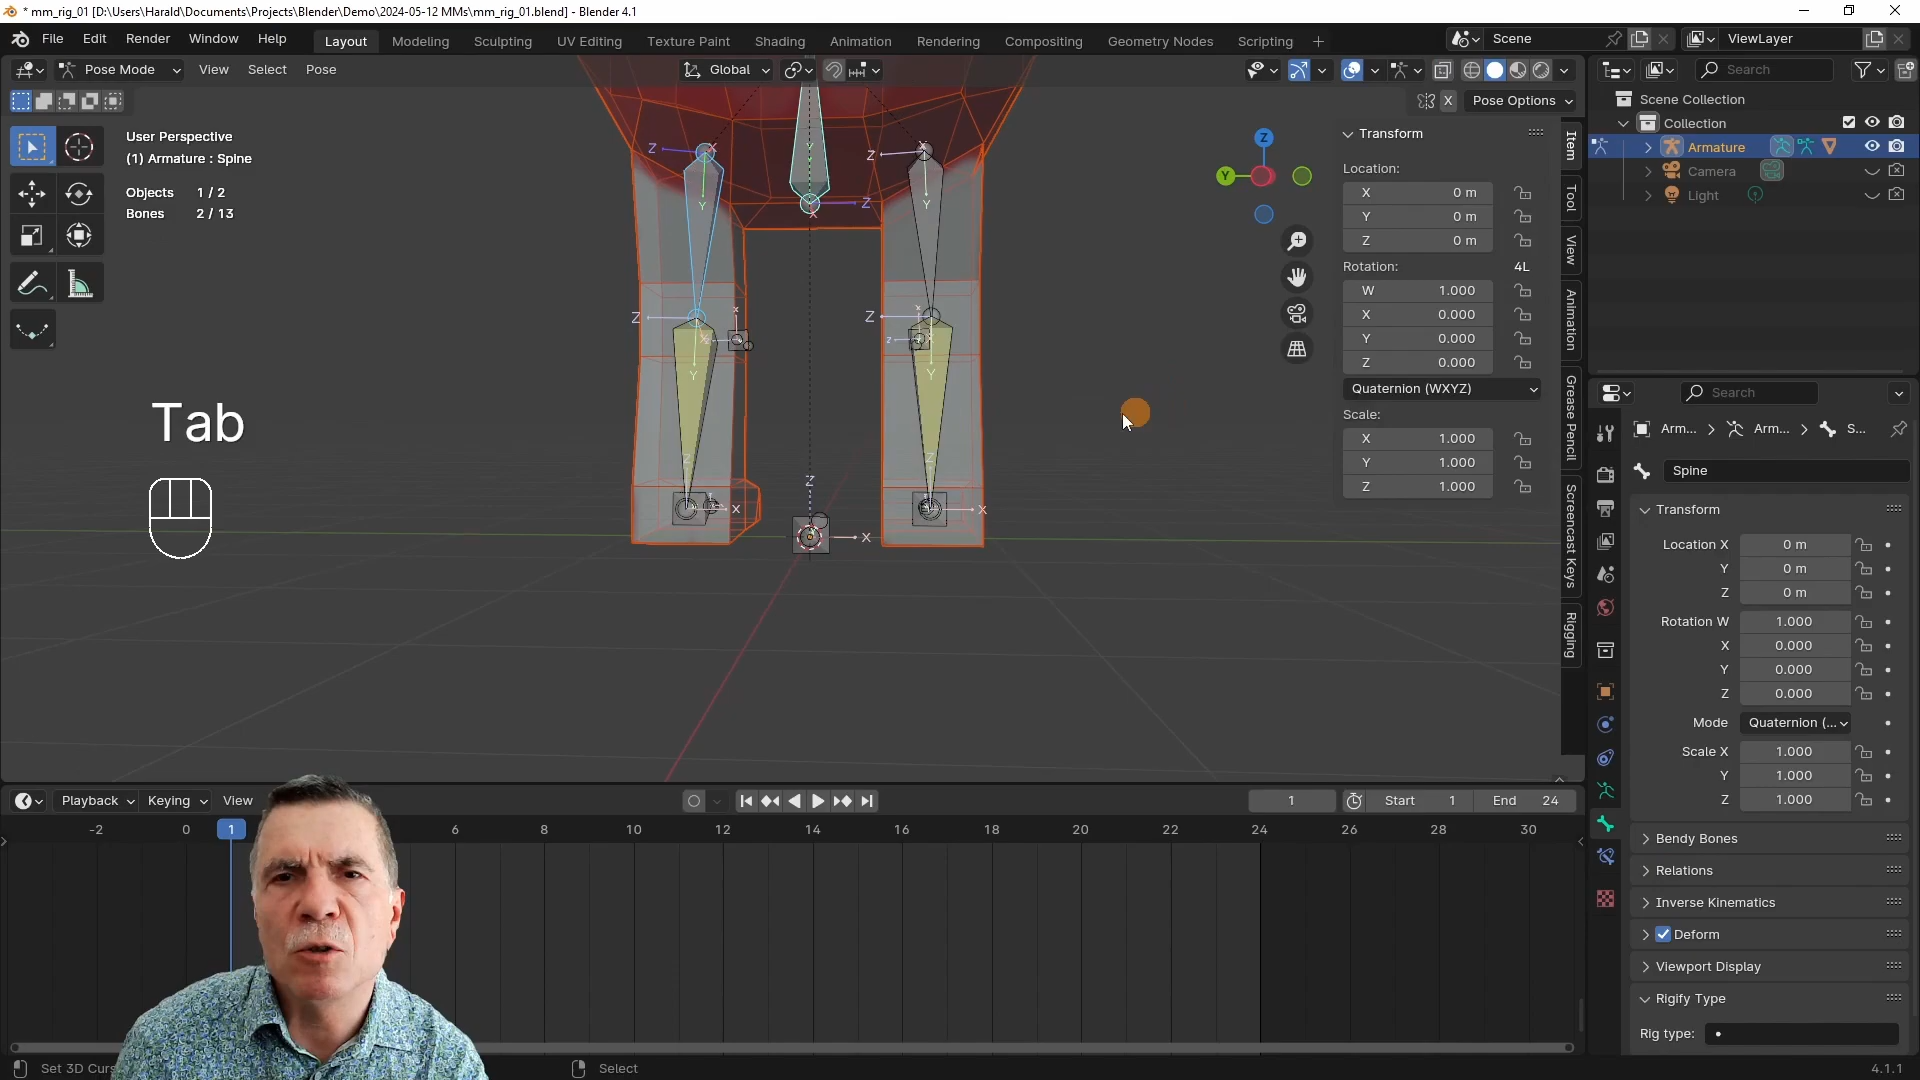 * mm_rig_01 [D:\Users\Harald\Documents\Projects\Blender\Demo\2024-05-12 MMs\mm_rig_01.blend] - Blender 4.1
File Edit Render Window Help
Layout Modeling Sculpting UV Editing Texture Paint Shading Animation Rendering Compositing Geometry Nodes Scripting +
Scene
ViewLayer
Pose Mode View Select Pose
Global
X Pose Options
User Perspective
(1) Armature : Spine
Objects 1 / 2
Bones 2 / 13
Tab
Transform
Location:
X 0 m
Y 0 m
Z 0 m
Rotation: 4L
W 1.000
X 0.000
Y 0.000
Z 0.000
Quaternion (WXYZ)
Scale:
X 1.000
Y 1.000
Z 1.000
Item
Tool
View
Animation
Grease Pencil
Screencast Keys
Rigging
Search
Scene Collection
Collection
Armature
Camera
Light
Search
Arm... Arm... S...
Spine
Transform
Location X 0 m
Y 0 m
Z 0 m
Rotation W 1.000
X 0.000
Y 0.000
Z 0.000
Mode Quaternion (...
Scale X 1.000
Y 1.000
Z 1.000
Bendy Bones
Relations
Inverse Kinematics
Deform
Viewport Display
Rigify Type
Rig type:
Playback Keying View
1 Start 1 End 24
-2 0 1 6 8 10 12 14 16 18 20 22 24 26 28 30
Set 3D Curs
Select
4.1.1